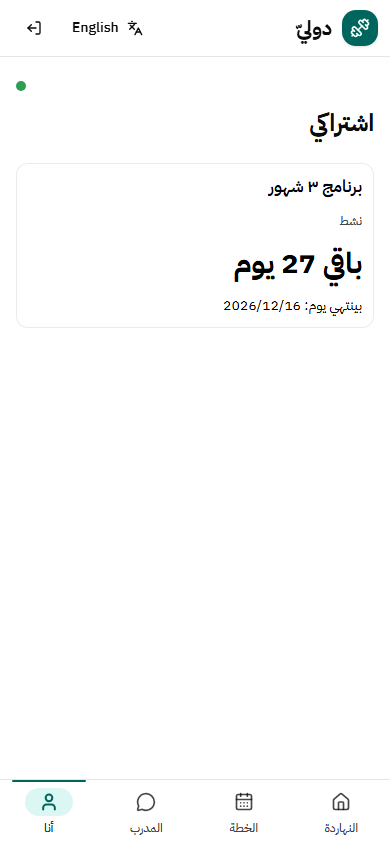 دوليّ
English
اشتراكي
برنامج ٣ شهور
نشط
باقي 27 يوم
بينتهي يوم: 2026/12/16
النهاردة
الخطة
المدرب
أنا